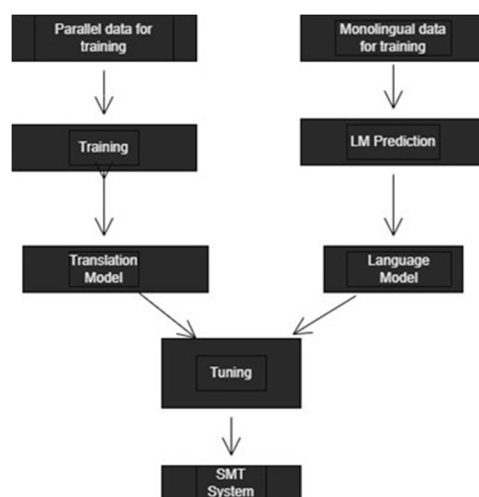 Parallel data for
training
Monolingual data
for training
Training
LM Prediction
Translation
Model
Language
Model
Tuning
SMT
System